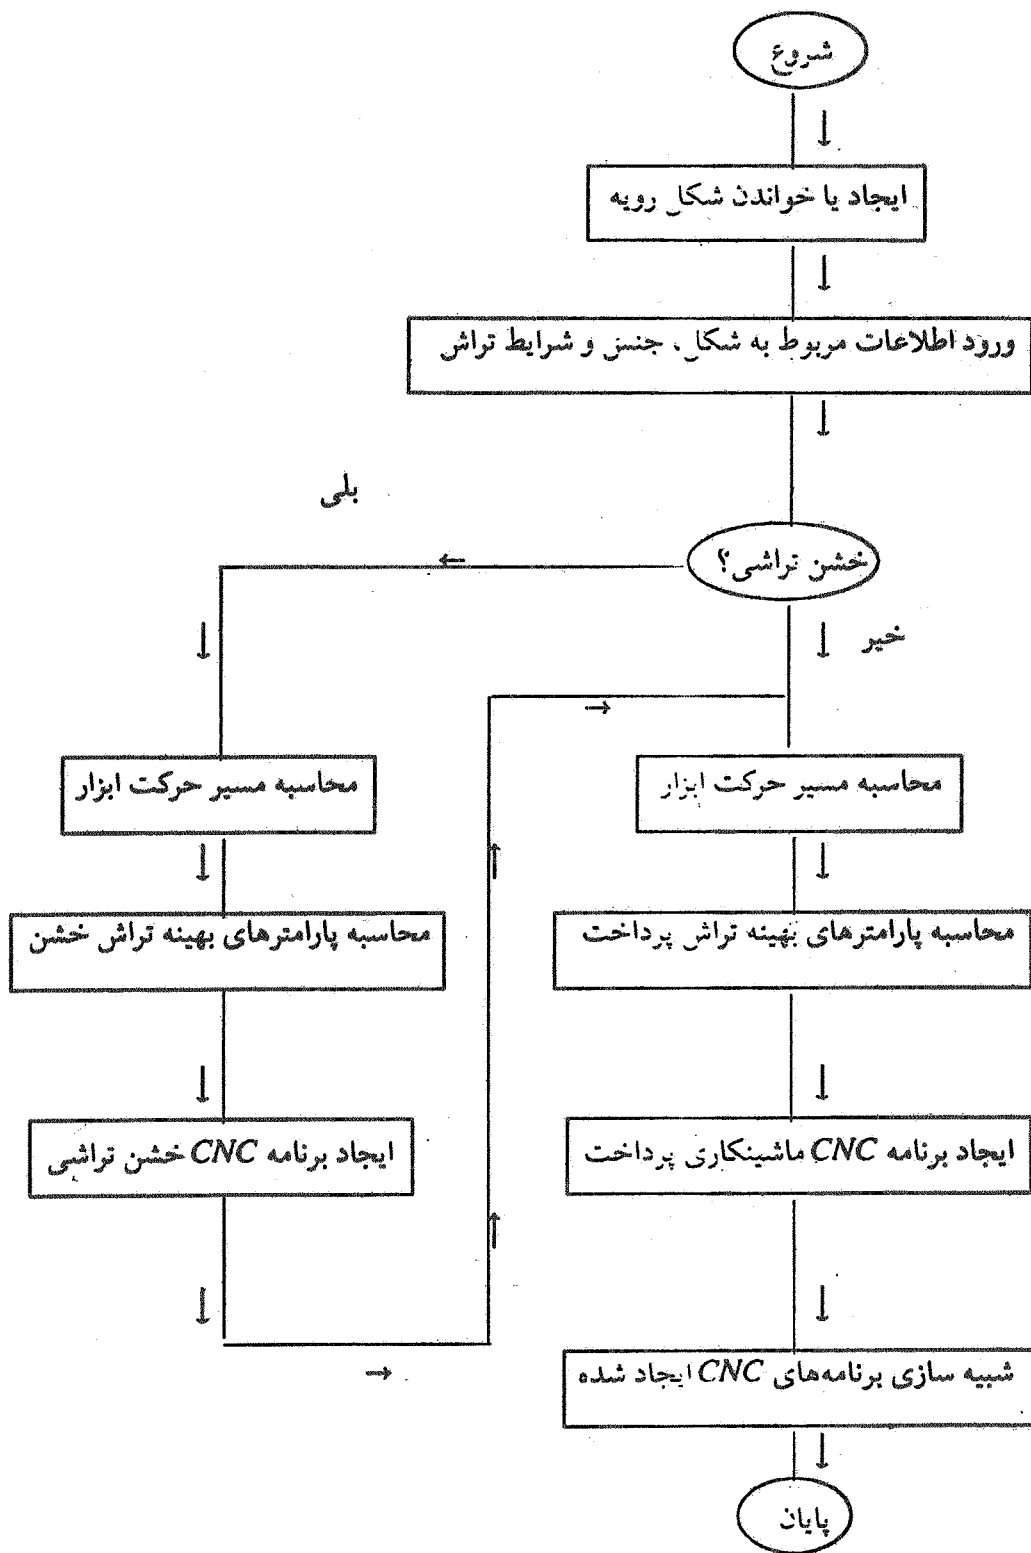 شروع
ایجاد یا خواندن شکل رویه
ورود اطلاعات مربوط به شکل، جنس و شرایط تراش
بلی
خشن تراشی؟
خیر
محاسبه مسیر حرکت ابزار
محاسبه پارامترهای بهینه تراش خشن
ایجاد برنامه CNC خشن تراشی
محاسبه مسیر حرکت ابزار
محاسبه پارامترهای بهینه تراش پرداخت
ایجاد برنامه CNC ماشینکاری پرداخت
شبیه سازی برنامه‌های CNC ایجاد شده
پایان